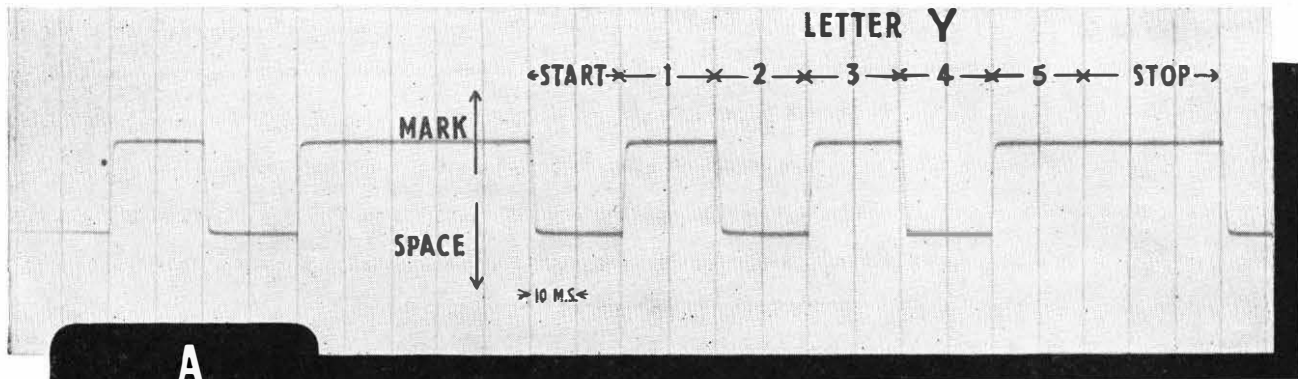 LETTER Y
START 1 2 3 4 5 STOP
MARK
SPACE
10 M.S.
A